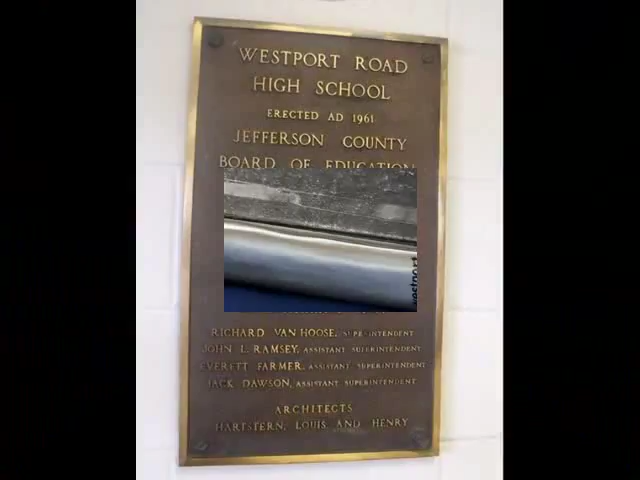 WESTPORT ROAD
HIGH SCHOOL
ERECTED AD 1961
JEFFERSON COUNTY
BOARD OF EDUCATION
westport
RICHARD VAN HOOSE, SUPERINTENDENT
JOHN L. RAMSEY, ASSISTANT SUPERINTENDENT
EVERETT FARMER, ASSISTANT SUPERINTENDENT
JACK DAWSON, ASSISTANT SUPERINTENDENT
ARCHITECTS
HARTSTERN, LOUIS AND HENRY